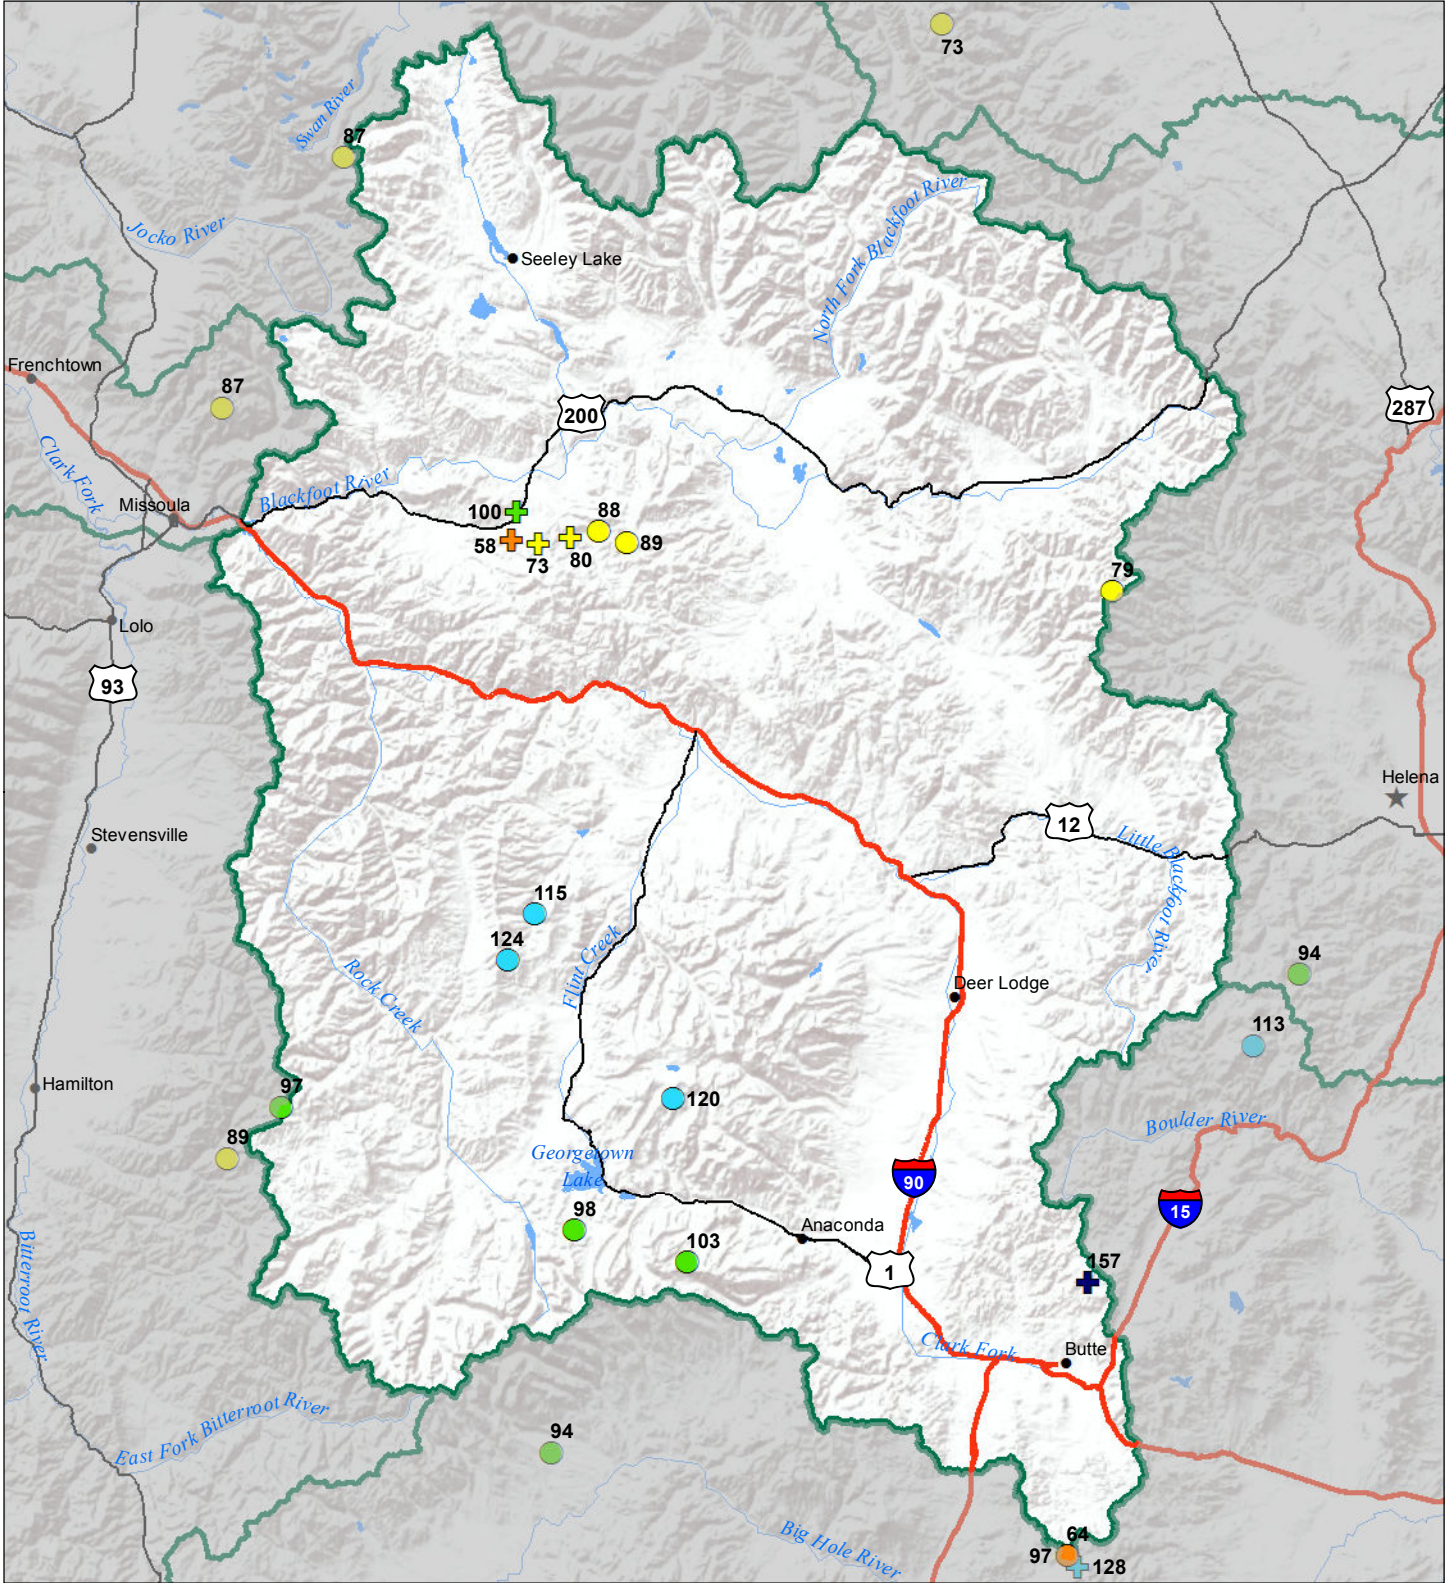 73
Swan River
87
Jocko River
North Fork Blackfoot River
Seeley Lake
Frenchtown
87
200
287
Clark Fork
Blackfoot River
Missoula
100
88
58
73
80
89
79
Lolo
93
Helena
12
Little Blackfoot River
Stevensville
115
124
Flint Creek
Rock Creek
94
Deer Lodge
113
Hamilton
97
120
Boulder River
89
Georgetown
Lake
90
15
98
Anaconda
103
1
157
Bitterroot River
Clark Fork
Butte
East Fork Bitterroot River
94
Big Hole River
64
97
128